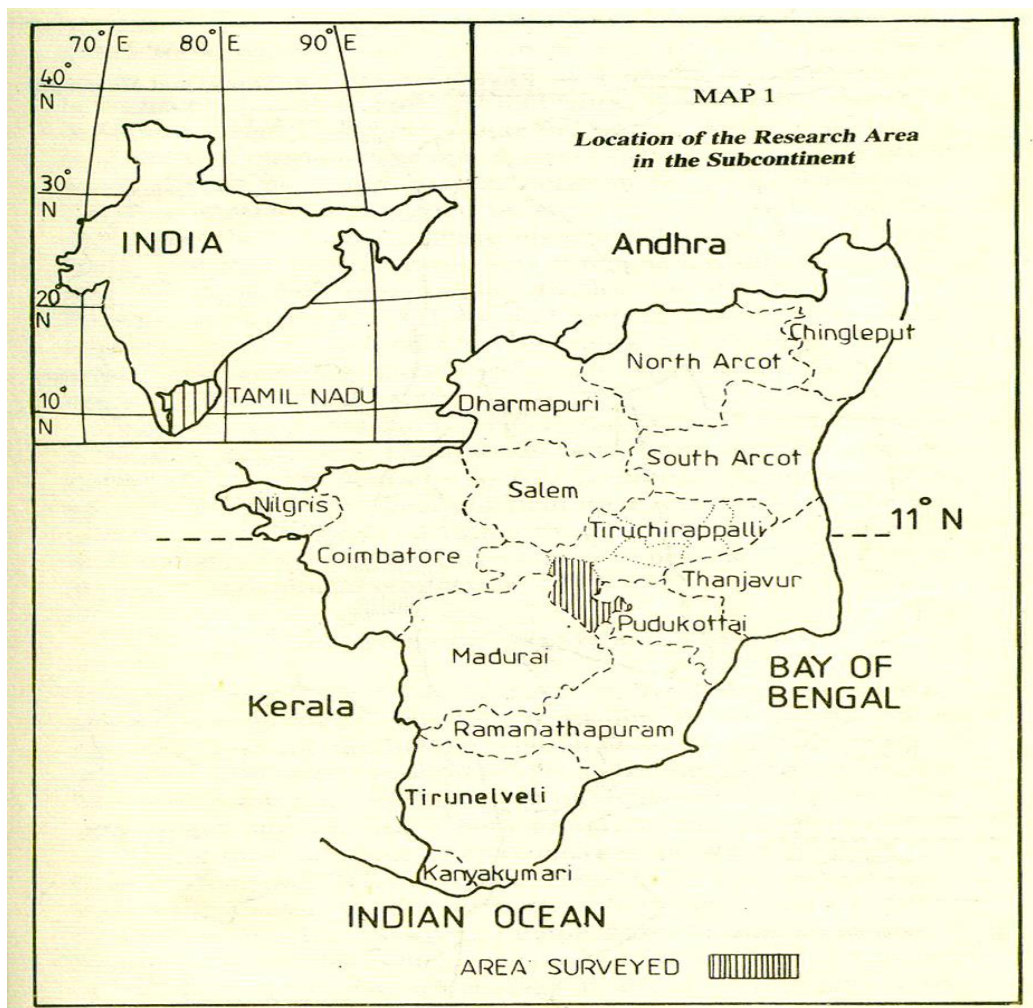 70° E 80° E 90° E
40°
N
30°
N
20°
N
10°
N
INDIA
TAMIL NADU
MAP 1
Location of the Research Area
in the Subcontinent
Andhra
Chingleput
North Arcot
Dharmapuri
South Arcot
Salem
Nilgris
Tiruchirappalli
11° N
Coimbatore
Thanjavur
Pudukottai
Madurai
BAY OF
BENGAL
Kerala
Ramanathapuram
Tirunelveli
Kanyakumari
INDIAN OCEAN
AREA SURVEYED